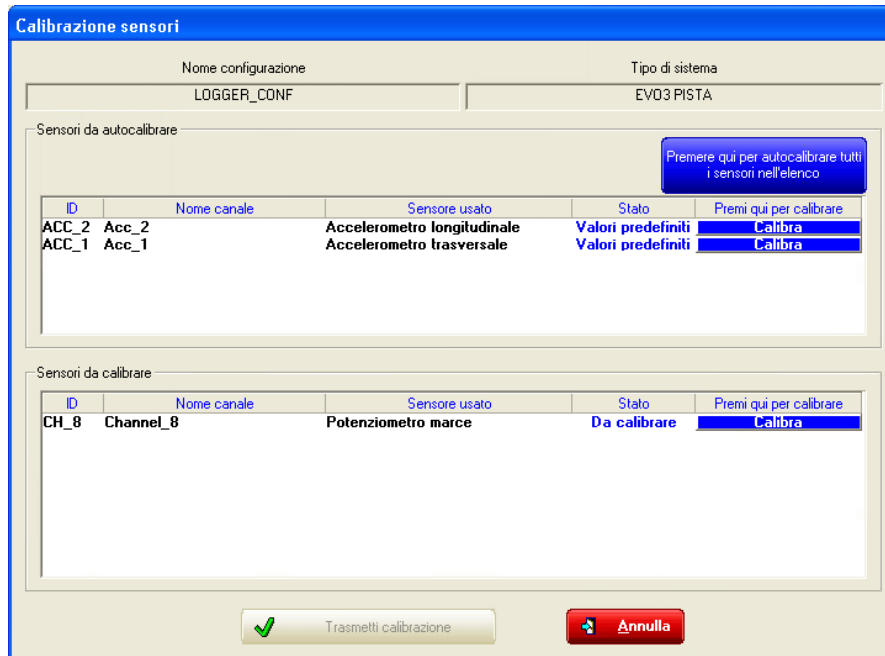 Calibrazione sensori
Nome configurazione Tipo di sistema
LOGGER_CONF EVO3 PISTA
Sensori da autocalibrare
Premere qui per autocalibrare tutti
i sensori nell'elenco
ID Nome canale Sensore usato Stato Premi qui per calibrare
ACC_2 Acc_2 Accelerometro longitudinale Valori predefiniti Calibra
ACC_1 Acc_1 Accelerometro trasversale Valori predefiniti Calibra
Sensori da calibrare
ID Nome canale Sensore usato Stato Premi qui per calibrare
CH_8 Channel_8 Potenziometro marce Da calibrare Calibra
Trasmetti calibrazione Annulla